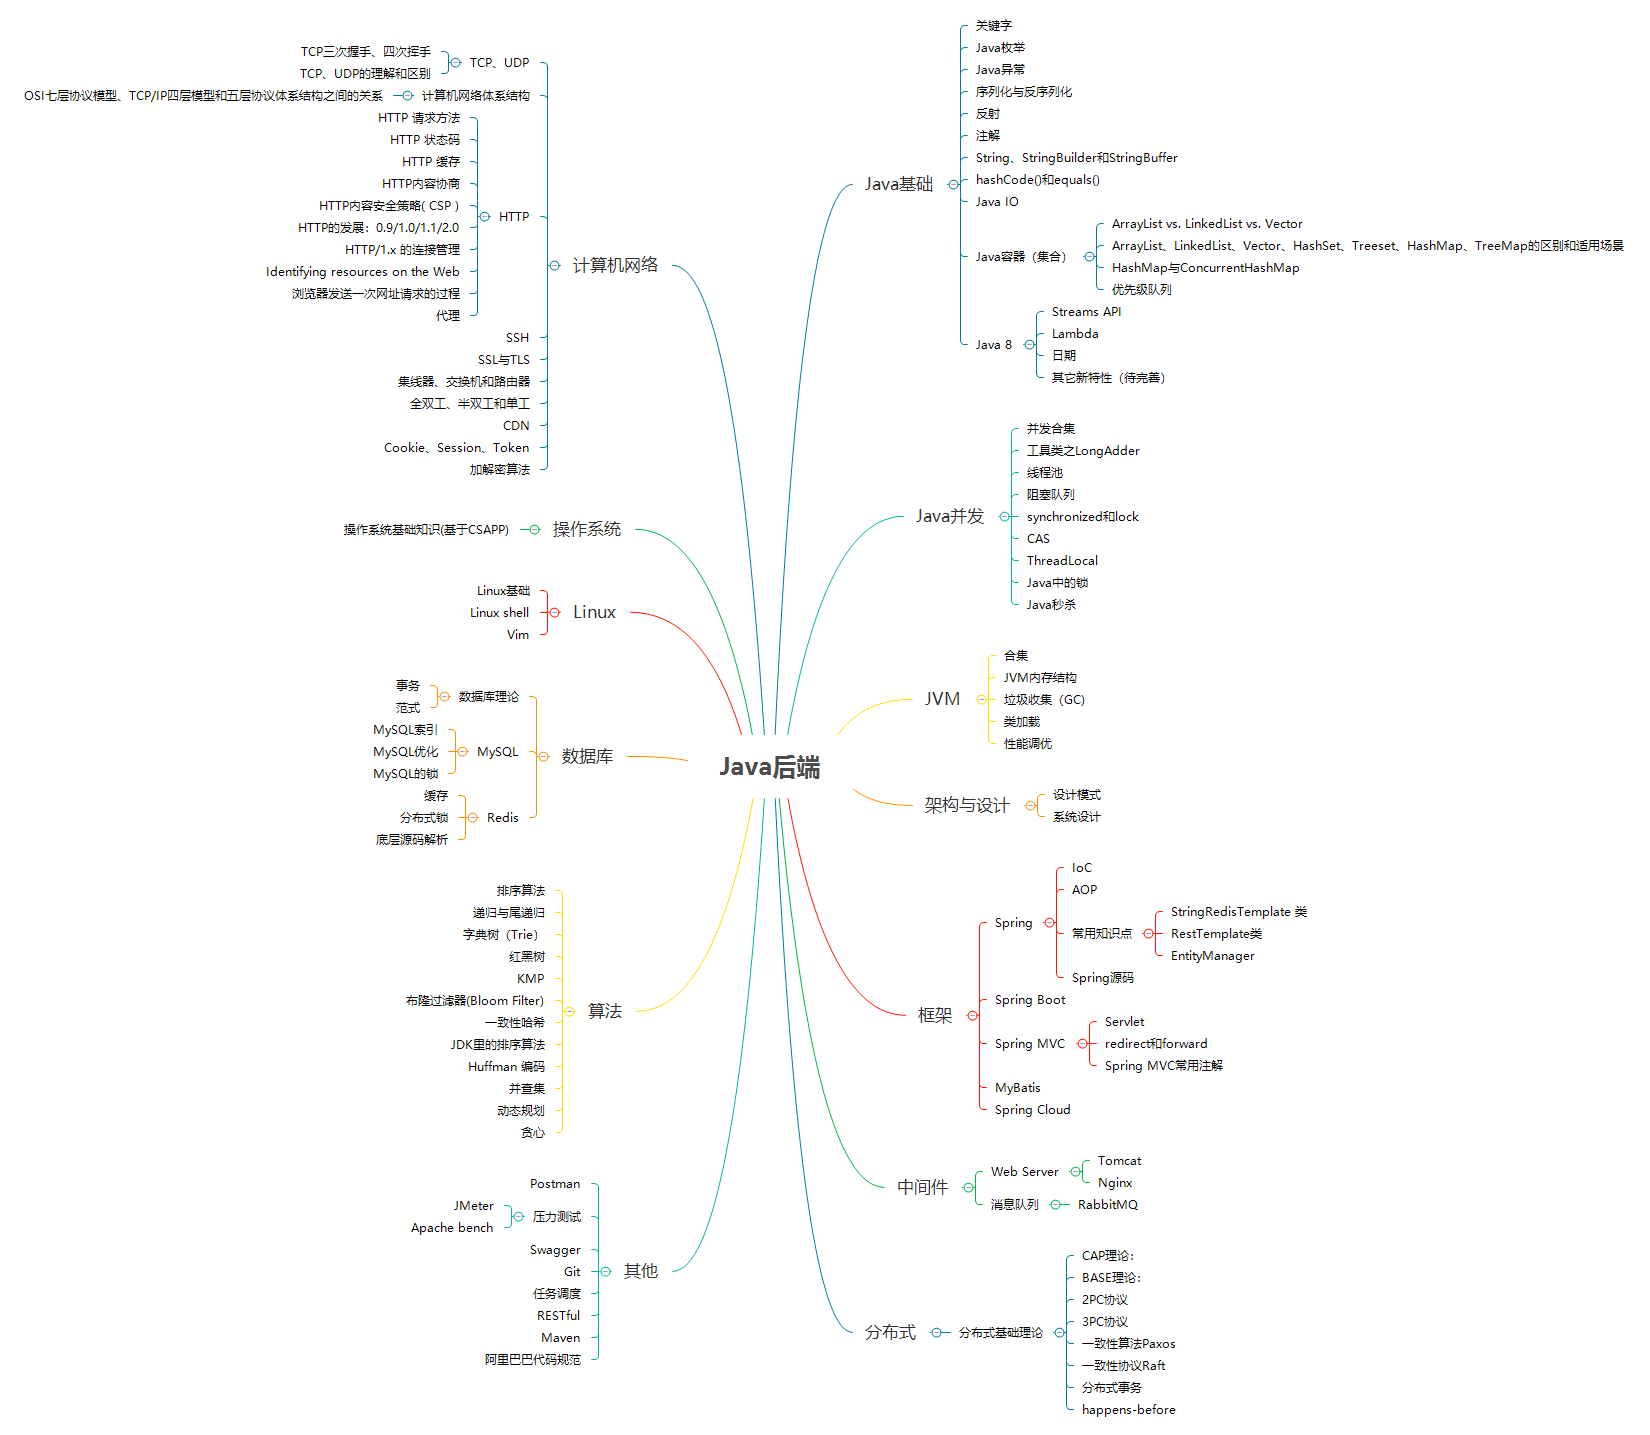 Java后端
Java基础
关键字
Java枚举
Java异常
序列化与反序列化
反射
注解
String、StringBuilder和StringBuffer
hashCode()和equals()
Java IO
Java容器（集合）
ArrayList vs. LinkedList vs. Vector
ArrayList、LinkedList、Vector、HashSet、Treeset、HashMap、TreeMap的区别和适用场景
HashMap与ConcurrentHashMap
优先级队列
Java 8
Streams API
Lambda
日期
其它新特性（待完善）
Java并发
并发合集
工具类之LongAdder
线程池
阻塞队列
synchronized和lock
CAS
ThreadLocal
Java中的锁
Java秒杀
JVM
合集
JVM内存结构
垃圾收集（GC)
类加载
性能调优
架构与设计
设计模式
系统设计
框架
Spring
IoC
AOP
常用知识点
StringRedisTemplate 类
RestTemplate类
EntityManager
Spring源码
Spring Boot
Spring MVC
Servlet
redirect和forward
Spring MVC常用注解
MyBatis
Spring Cloud
中间件
Web Server
Tomcat
Nginx
消息队列
RabbitMQ
分布式
分布式基础理论
CAP理论：
BASE理论：
2PC协议
3PC协议
一致性算法Paxos
一致性协议Raft
分布式事务
happens-before
计算机网络
TCP、UDP
TCP三次握手、四次挥手
TCP、UDP的理解和区别
计算机网络体系结构
OSI七层协议模型、TCP/IP四层模型和五层协议体系结构之间的关系
HTTP
HTTP 请求方法
HTTP 状态码
HTTP 缓存
HTTP内容协商
HTTP内容安全策略( CSP )
HTTP的发展：0.9/1.0/1.1/2.0
HTTP/1.x 的连接管理
Identifying resources on the Web
浏览器发送一次网址请求的过程
代理
SSH
SSL与TLS
集线器、交换机和路由器
全双工、半双工和单工
CDN
Cookie、Session、Token
加解密算法
操作系统
操作系统基础知识(基于CSAPP)
Linux
Linux基础
Linux shell
Vim
数据库
数据库理论
事务
范式
MySQL
MySQL索引
MySQL优化
MySQL的锁
Redis
缓存
分布式锁
底层源码解析
算法
排序算法
递归与尾递归
字典树（Trie）
红黑树
KMP
布隆过滤器(Bloom Filter)
一致性哈希
JDK里的排序算法
Huffman 编码
并查集
动态规划
贪心
其他
Postman
压力测试
JMeter
Apache bench
Swagger
Git
任务调度
RESTful
Maven
阿里巴巴代码规范